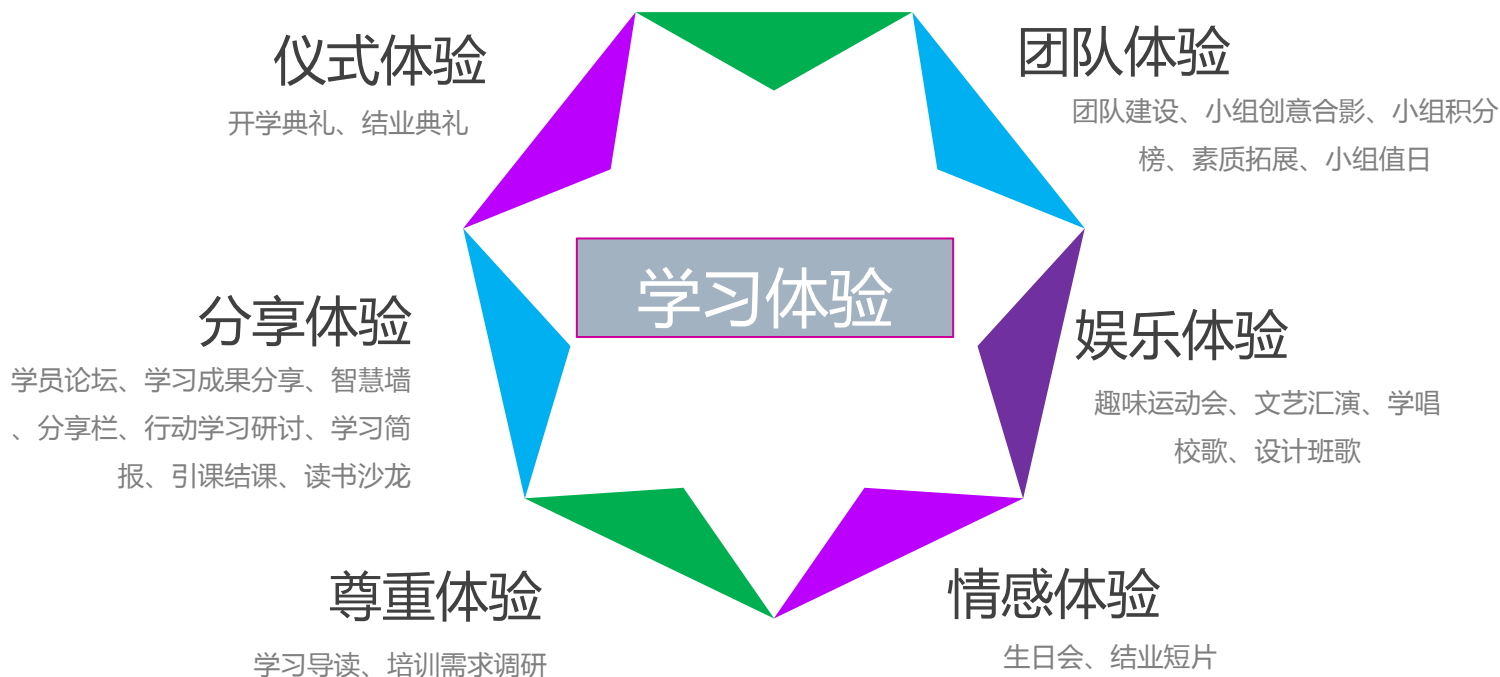 仪式体验
开学典礼、结业典礼
团队体验
团队建设、小组创意合影、小组积分
榜、素质拓展、小组值日
学习体验
分享体验
学员论坛、学习成果分享、智慧墙
、分享栏、行动学习研讨、学习简
报、引课结课、读书沙龙
娱乐体验
趣味运动会、文艺汇演、学唱
校歌、设计班歌
尊重体验
学习导读、培训需求调研
情感体验
生日会、结业短片